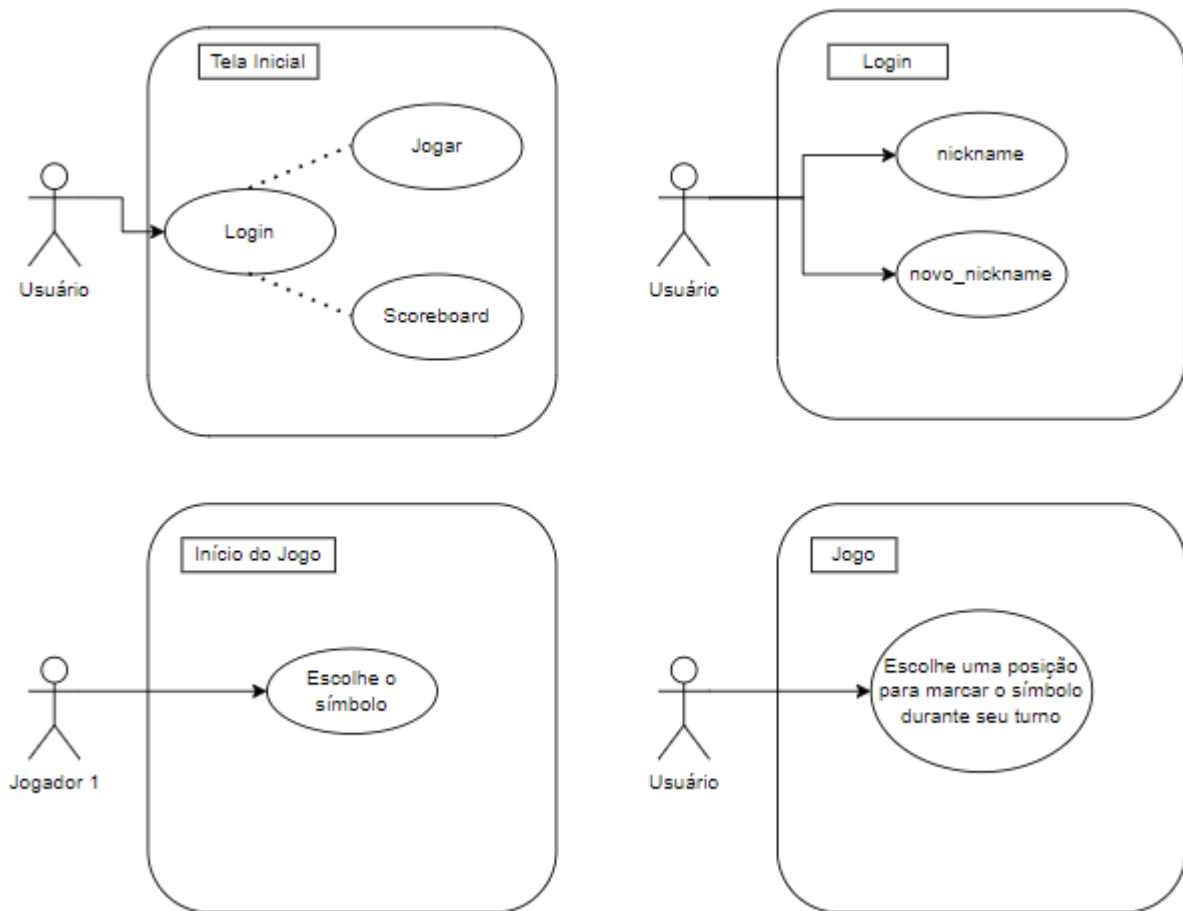 Tela Inicial
Jogar
Login
Scoreboard
Usuário
Login
nickname
novo_nickname
Usuário
Início do Jogo
Escolhe o
símbolo
Jogador 1
Jogo
Escolhe uma posição
para marcar o símbolo
durante seu turno
Usuário